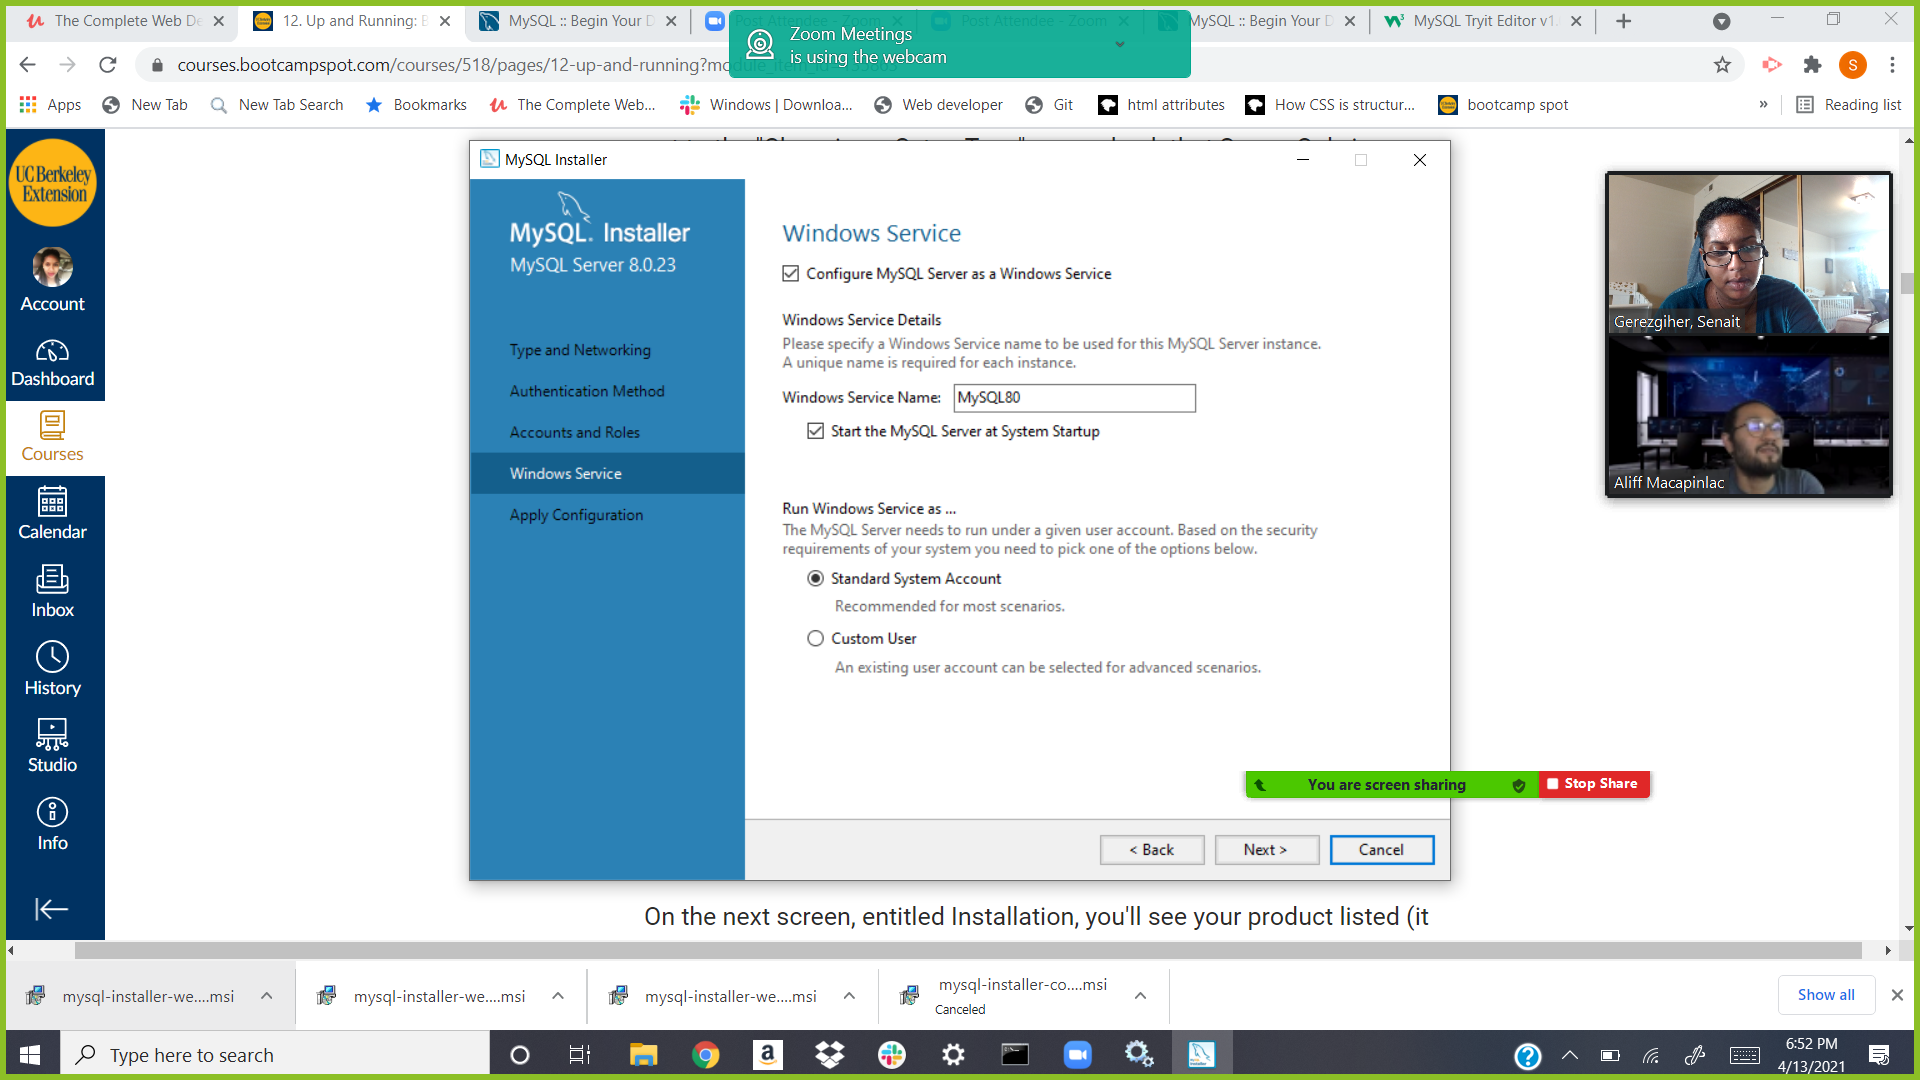 The Complete Web De
12. Up and Running: B
MySQL :: Begin Your D
Post Attendee - Zoom
Post Attendee - Zoom
MySQL :: Begin Your D
MySQL Tryit Editor v1.
Zoom Meetings
is using the webcam
courses.bootcampspot.com/courses/518/pages/12-up-and-running?mo
S
Apps
New Tab
New Tab Search
Bookmarks
The Complete Web...
Windows | Downloa...
Web developer
Git
html attributes
How CSS is structur...
bootcamp spot
»
Reading list
UC Berkeley
Extension
Account
Dashboard
Courses
Calendar
Inbox
History
Studio
Info
MySQL Installer
MySQL. Installer
MySQL Server 8.0.23
Type and Networking
Authentication Method
Accounts and Roles
Windows Service
Apply Configuration
Windows Service
Configure MySQL Server as a Windows Service
Windows Service Details
Please specify a Windows Service name to be used for this MySQL Server instance.
A unique name is required for each instance.
Windows Service Name: MySQL80
Start the MySQL Server at System Startup
Run Windows Service as ...
The MySQL Server needs to run under a given user account. Based on the security
requirements of your system you need to pick one of the options below.
Standard System Account
Recommended for most scenarios.
Custom User
An existing user account can be selected for advanced scenarios.
< Back
Next >
Cancel
Gerezgiher, Senait
Aliff Macapinlac
You are screen sharing
Stop Share
On the next screen, entitled Installation, you'll see your product listed (it
mysql-installer-we....msi
mysql-installer-we....msi
mysql-installer-we....msi
mysql-installer-co....msi
Canceled
Show all
Type here to search
6:52 PM
4/13/2021